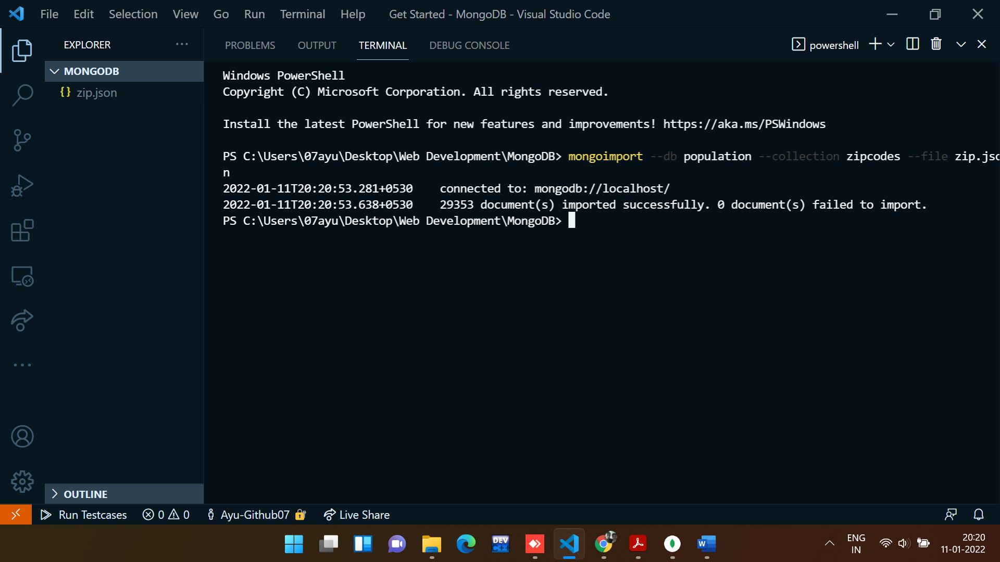 File Edit Selection View Go Run Terminal Help Get Started - MongoDB - Visual Studio Code
EXPLORER
MONGODB
{} zip.json
OUTLINE
PROBLEMS OUTPUT TERMINAL DEBUG CONSOLE
powershell
Windows PowerShell
Copyright (C) Microsoft Corporation. All rights reserved.
Install the latest PowerShell for new features and improvements! https://aka.ms/PSWindows
PS C:\Users\07ayu\Desktop\Web Development\MongoDB> mongoimport --db population --collection zipcodes --file zip.jso
n
2022-01-11T20:20:53.281+0530    connected to: mongodb://localhost/
2022-01-11T20:20:53.638+0530    29353 document(s) imported successfully. 0 document(s) failed to import.
PS C:\Users\07ayu\Desktop\Web Development\MongoDB>
Run Testcases 0 0 Ayu-Github07 Live Share
DEV
C++
W
ENG
IN
20:20
11-01-2022